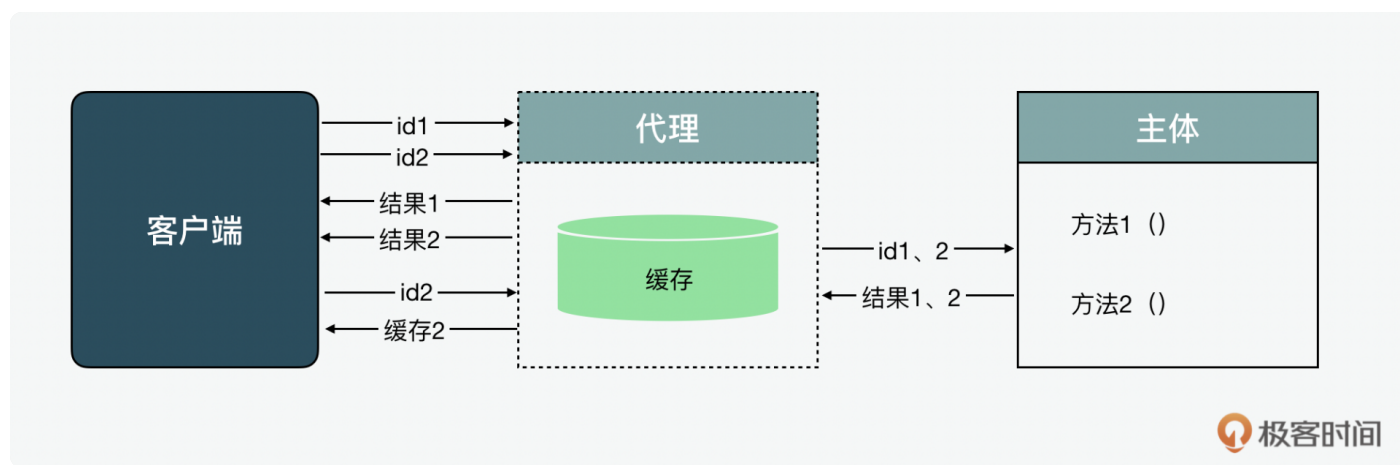 客户端
id1
id2
结果1
结果2
id2
缓存2
代理
缓存
id1、2
结果1、2
主体
方法1（）
方法2（）
极客时间